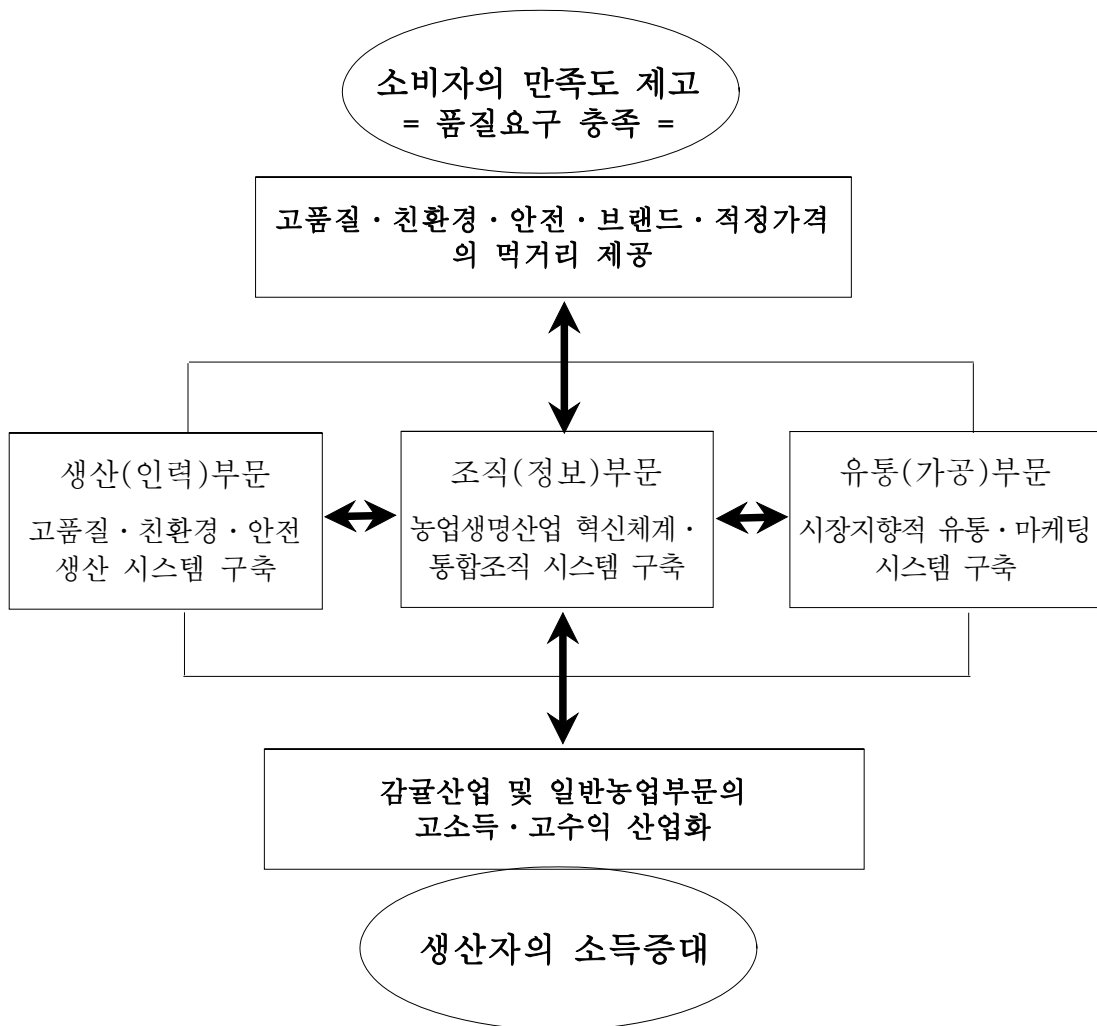 소비자의 만족도 제고
= 품질요구 충족 =
고품질·친환경·안전·브랜드·적정가격
의 먹거리 제공
생산(인력)부문
고품질·친환경·안전
생산 시스템 구축
조직(정보)부문
농업생명산업 혁신체계·
통합조직 시스템 구축
유통(가공)부문
시장지향적 유통·마케팅
시스템 구축
감귤산업 및 일반농업부문의
고소득·고수익 산업화
생산자의 소득증대